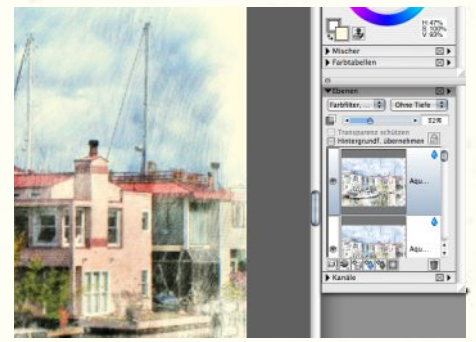 H: 47%
S: 100%
V: 93%
Mischer
Farbtabellen
Ebenen
Farbfilter, ... Ohne Tiefe
32%
Transparenz schützen
Hintergrundf. übernehmen
Aqu...
Aqu...
Kanäle